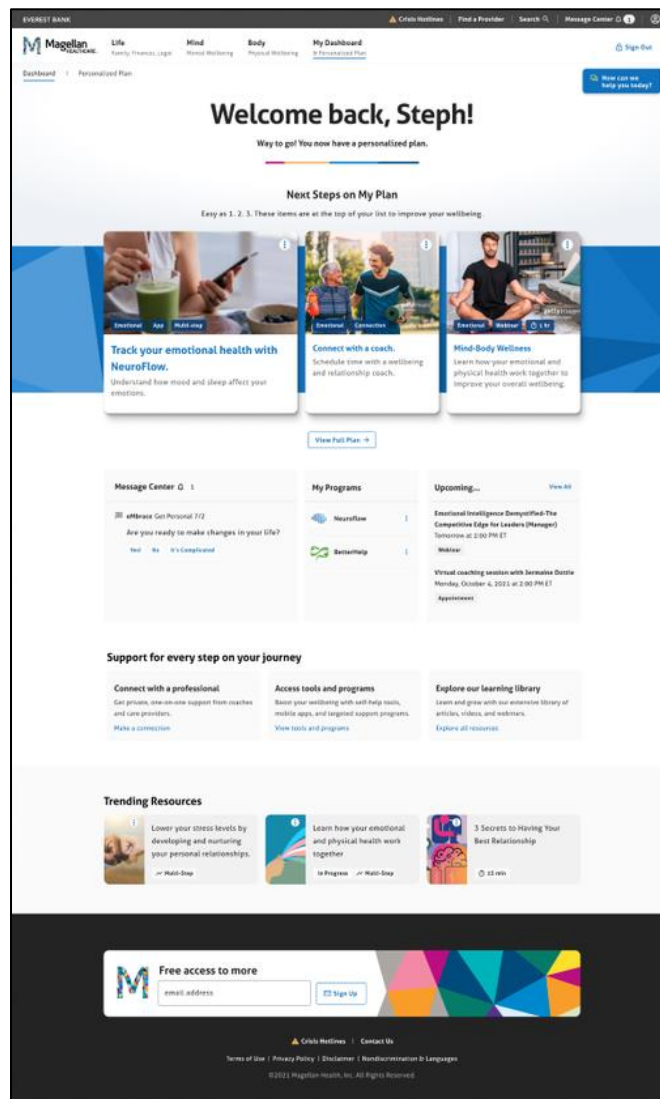 EVEREST BANK
Crisis Hotlines | Find a Provider | Search | Message Center 1
Magellan HEALTHCARE.
Life
Family, Finances, Legal
Mind
Mental Wellbeing
Body
Physical Wellbeing
My Dashboard
& Personalized Plan
Sign Out
Dashboard | Personalized Plan
How can we
help you today?
Welcome back, Steph!
Way to go! You now have a personalized plan.
Next Steps on My Plan
Easy as 1. 2. 3. These items are at the top of your list to improve your wellbeing.
Emotional App Multi-step
Track your emotional health with
NeuroFlow.
Understand how mood and sleep affect your
emotions.
Emotional Connection
Connect with a coach.
Schedule time with a wellbeing
and relationship coach.
gettyimages
Emotional Webinar 1 hr
Mind-Body Wellness
Learn how your emotional and
physical health work together to
improve your overall wellbeing.
View Full Plan →
Message Center 1
eMbrace Get Personal 7/2
Are you ready to make changes in your life?
Yes! No It's Complicated
My Programs
Neuroflow
BetterHelp
Upcoming...
View All
Emotional Intelligence Demystified-The
Competitive Edge for Leaders (Manager)
Tomorrow at 2:00 PM ET
Webinar
Virtual coaching session with Jermaine Dottie
Monday, October 4, 2021 at 2:00 PM ET
Appointment
Support for every step on your journey
Connect with a professional
Get private, one-on-one support from coaches
and care providers.
Make a connection
Access tools and programs
Boost your wellbeing with self-help tools,
mobile apps, and targeted support programs.
View tools and programs
Explore our learning library
Learn and grow with our extensive library of
articles, videos, and webinars.
Explore all resources
Trending Resources
Lower your stress levels by
developing and nurturing
your personal relationships.
Multi-Step
Learn how your emotional
and physical health work
together
In Progress Multi-Step
3 Secrets to Having Your
Best Relationship
15 min
Free access to more
email address
Sign Up
Crisis Hotlines | Contact Us
Terms of Use | Privacy Policy | Disclaimer | Nondiscrimination & Languages
©2021 Magellan Health, Inc. All Rights Reserved.